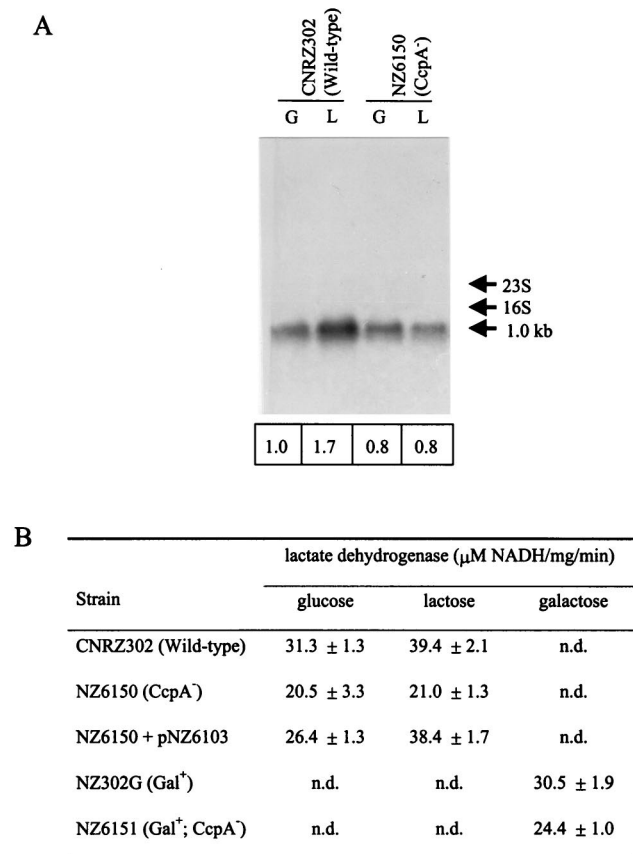 A
CNRZ302
(Wild-type)
NZ6150
(CcpA⁻)
G L G L
23S
16S
1.0 kb
1.0 1.7 0.8 0.8
B
lactate dehydrogenase (μM NADH/mg/min)
Strain glucose lactose galactose
CNRZ302 (Wild-type) 31.3 ± 1.3 39.4 ± 2.1 n.d.
NZ6150 (CcpA⁻) 20.5 ± 3.3 21.0 ± 1.3 n.d.
NZ6150 + pNZ6103 26.4 ± 1.3 38.4 ± 1.7 n.d.
NZ302G (Gal⁺) n.d. n.d. 30.5 ± 1.9
NZ6151 (Gal⁺; CcpA⁻) n.d. n.d. 24.4 ± 1.0